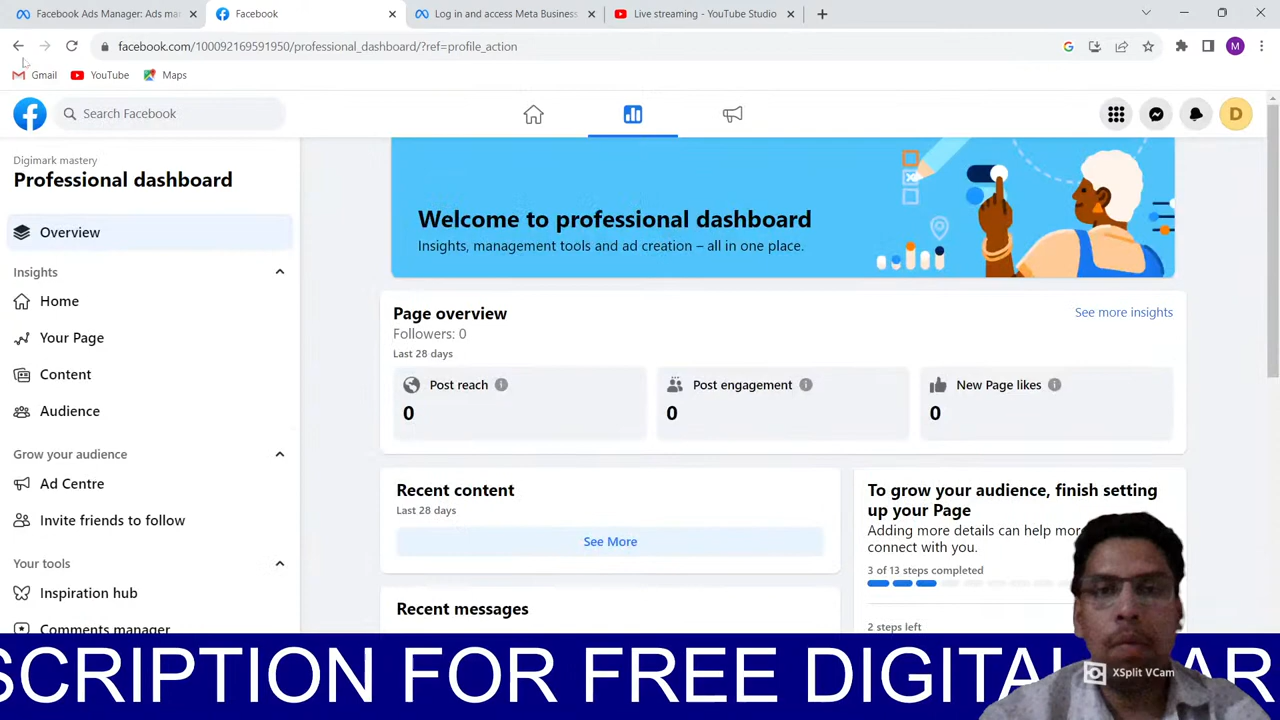 Facebook Ads Manager: Ads ma
Facebook
Log in and access Meta Business
Live streaming - YouTube Studio
facebook.com/100092169591950/professional_dashboard/?ref=profile_action
M
Gmail
YouTube
Maps
Search Facebook
D
Digimark mastery
Professional dashboard
Overview
Insights
Home
Your Page
Content
Audience
Grow your audience
Ad Centre
Invite friends to follow
Your tools
Inspiration hub
Comments manager
Welcome to professional dashboard
Insights, management tools and ad creation – all in one place.
Page overview
See more insights
Followers: 0
Last 28 days
Post reach
0
Post engagement
0
New Page likes
0
Recent content
Last 28 days
See More
Recent messages
To grow your audience, finish setting
up your Page
Adding more details can help
connect with you.
3 of 13 steps completed
2 steps left
XSplit VCam
SCRIPTION FOR FREE DIGITAL AR